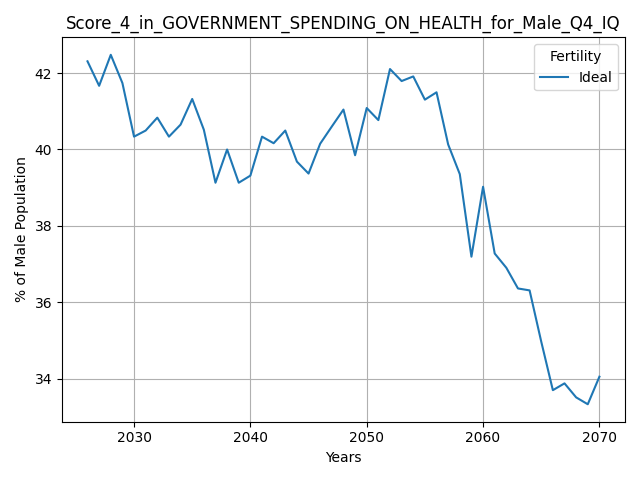 Score_4_in_GOVERNMENT_SPENDING_ON_HEALTH_for_Male_Q4_IQ
Fertility
Ideal
42
40
38
36
34
% of Male Population
2030 2040 2050 2060 2070
Years